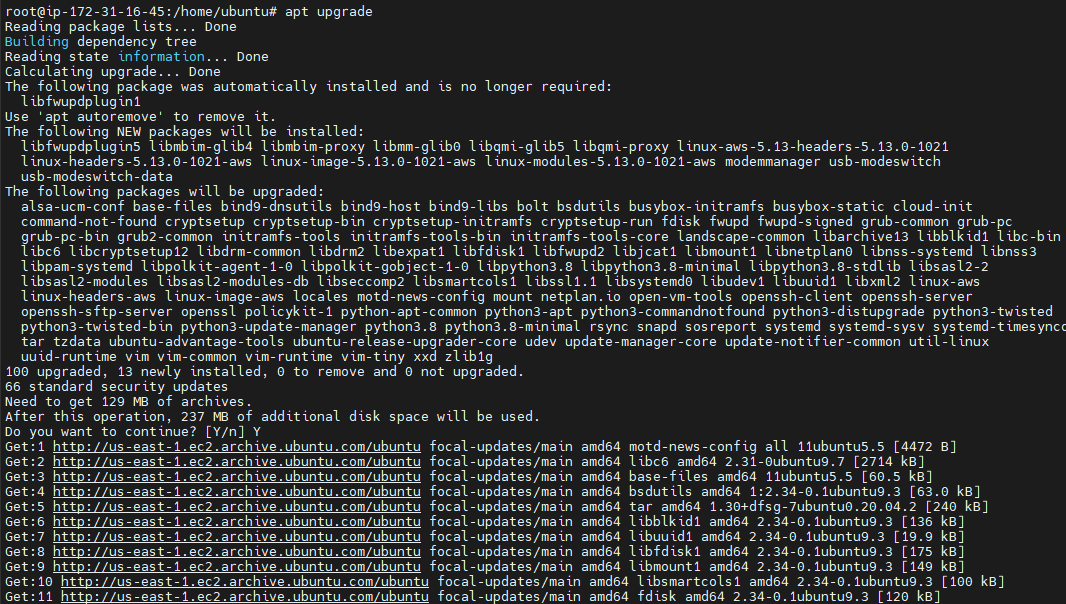 root@ip-172-31-16-45:/home/ubuntu# apt upgrade
Reading package lists... Done
Building dependency tree
Reading state information... Done
Calculating upgrade... Done
The following package was automatically installed and is no longer required:
  libfwupdplugin1
Use 'apt autoremove' to remove it.
The following NEW packages will be installed:
  libfwupdplugin5 libmbim-glib4 libmbim-proxy libmm-glib0 libqmi-glib5 libqmi-proxy linux-aws-5.13-headers-5.13.0-1021
  linux-headers-5.13.0-1021-aws linux-image-5.13.0-1021-aws linux-modules-5.13.0-1021-aws modemmanager usb-modeswitch
  usb-modeswitch-data
The following packages will be upgraded:
  alsa-ucm-conf base-files bind9-dnsutils bind9-host bind9-libs bolt bsdutils busybox-initramfs busybox-static cloud-init
  command-not-found cryptsetup cryptsetup-bin cryptsetup-initramfs cryptsetup-run fdisk fwupd fwupd-signed grub-common grub-pc
  grub-pc-bin grub2-common initramfs-tools initramfs-tools-bin initramfs-tools-core landscape-common libarchive13 libblkid1 libc-bin
  libc6 libcryptsetup12 libdrm-common libdrm2 libexpat1 libfdisk1 libfwupd2 libjcat1 libmount1 libnetplan0 libnss-systemd libnss3
  libpam-systemd libpolkit-agent-1-0 libpolkit-gobject-1-0 libpython3.8 libpython3.8-minimal libpython3.8-stdlib libsasl2-2
  libsasl2-modules libsasl2-modules-db libseccomp2 libsmartcols1 libssl1.1 libsystemd0 libudev1 libuuid1 libxml2 linux-aws
  linux-headers-aws linux-image-aws locales motd-news-config mount netplan.io open-vm-tools openssh-client openssh-server
  openssh-sftp-server openssl policykit-1 python-apt-common python3-apt python3-commandnotfound python3-distupgrade python3-twisted
  python3-twisted-bin python3-update-manager python3.8 python3.8-minimal rsync snapd sosreport systemd systemd-sysv systemd-timesync
  tar tzdata ubuntu-advantage-tools ubuntu-release-upgrader-core udev update-manager-core update-notifier-common util-linux
  uuid-runtime vim vim-common vim-runtime vim-tiny xxd zlib1g
100 upgraded, 13 newly installed, 0 to remove and 0 not upgraded.
66 standard security updates
Need to get 129 MB of archives.
After this operation, 237 MB of additional disk space will be used.
Do you want to continue? [Y/n] Y
Get:1 http://us-east-1.ec2.archive.ubuntu.com/ubuntu focal-updates/main amd64 motd-news-config all 11ubuntu5.5 [4472 B]
Get:2 http://us-east-1.ec2.archive.ubuntu.com/ubuntu focal-updates/main amd64 libc6 amd64 2.31-0ubuntu9.7 [2714 kB]
Get:3 http://us-east-1.ec2.archive.ubuntu.com/ubuntu focal-updates/main amd64 base-files amd64 11ubuntu5.5 [60.5 kB]
Get:4 http://us-east-1.ec2.archive.ubuntu.com/ubuntu focal-updates/main amd64 bsdutils amd64 1:2.34-0.1ubuntu9.3 [63.0 kB]
Get:5 http://us-east-1.ec2.archive.ubuntu.com/ubuntu focal-updates/main amd64 tar amd64 1.30+dfsg-7ubuntu0.20.04.2 [240 kB]
Get:6 http://us-east-1.ec2.archive.ubuntu.com/ubuntu focal-updates/main amd64 libblkid1 amd64 2.34-0.1ubuntu9.3 [136 kB]
Get:7 http://us-east-1.ec2.archive.ubuntu.com/ubuntu focal-updates/main amd64 libuuid1 amd64 2.34-0.1ubuntu9.3 [19.9 kB]
Get:8 http://us-east-1.ec2.archive.ubuntu.com/ubuntu focal-updates/main amd64 libfdisk1 amd64 2.34-0.1ubuntu9.3 [175 kB]
Get:9 http://us-east-1.ec2.archive.ubuntu.com/ubuntu focal-updates/main amd64 libmount1 amd64 2.34-0.1ubuntu9.3 [149 kB]
Get:10 http://us-east-1.ec2.archive.ubuntu.com/ubuntu focal-updates/main amd64 libsmartcols1 amd64 2.34-0.1ubuntu9.3 [100 kB]
Get:11 http://us-east-1.ec2.archive.ubuntu.com/ubuntu focal-updates/main amd64 fdisk amd64 2.34-0.1ubuntu9.3 [120 kB]